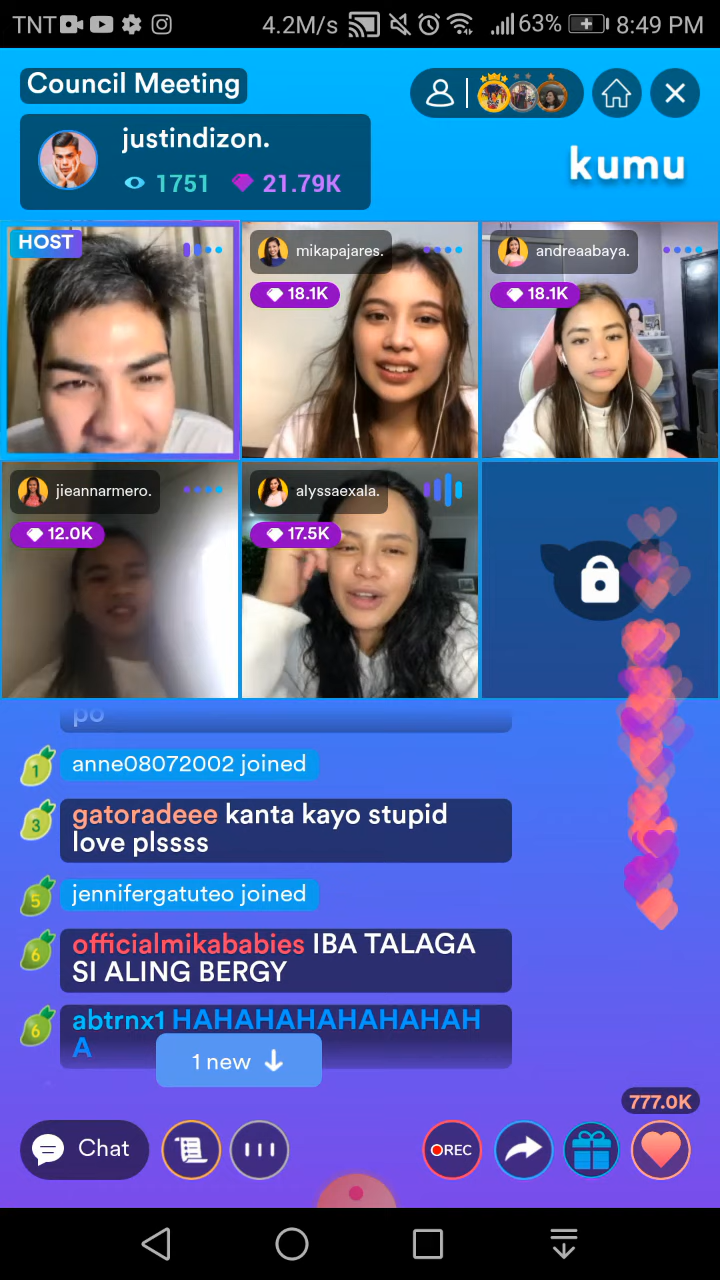 TNT 4.2M/s 63% 8:49 PM
Council Meeting
justindizon.
1751 21.79K
kumu
HOST
mikapajares.
18.1K
andreaabaya.
18.1K
jieannarmero.
12.0K
alyssaexala.
17.5K
po
1 anne08072002 joined
3 gatoradeee kanta kayo stupid
love plssss
5 jennifergatuteo joined
6 officialmikababies IBA TALAGA
SI ALING BERGY
6 abtrnx1 HAHAHAHAHAHAHAH
A
1 new
777.0K
Chat
REC